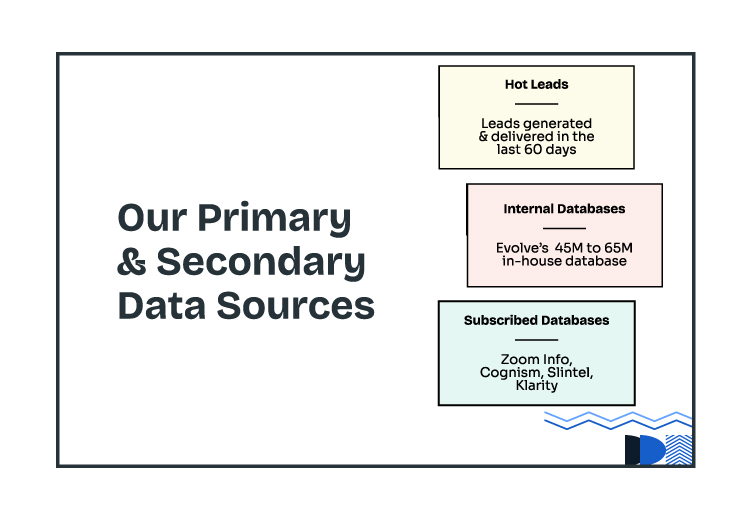 Our Primary
& Secondary
Data Sources
Hot Leads
Leads generated
& delivered in the
last 60 days
Internal Databases
Evolve's 45M to 65M
in-house database
Subscribed Databases
Zoom Info,
Cognism, Slintel,
Klarity